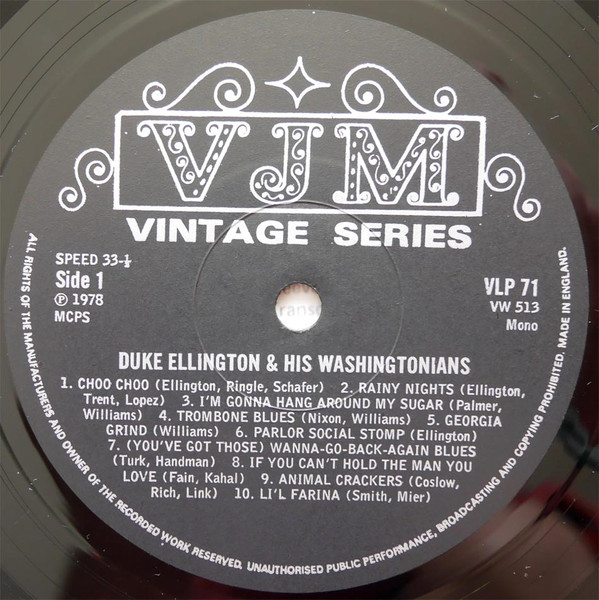 VJM
VINTAGE SERIES
SPEED 33-⅓
Side 1
Ⓟ 1978
MCPS
VLP 71
VW 513
Mono
DUKE ELLINGTON & HIS WASHINGTONIANS
1. CHOO CHOO (Ellington, Ringle, Schafer) 2. RAINY NIGHTS (Ellington,
Trent, Lopez) 3. I'M GONNA HANG AROUND MY SUGAR (Palmer,
Williams) 4. TROMBONE BLUES (Nixon, Williams) 5. GEORGIA
GRIND (Williams) 6. PARLOR SOCIAL STOMP (Ellington)
7. (YOU'VE GOT THOSE) WANNA-GO-BACK-AGAIN BLUES
(Turk, Handman) 8. IF YOU CAN'T HOLD THE MAN YOU
LOVE (Fain, Kahal) 9. ANIMAL CRACKERS (Coslow,
Rich, Link) 10. LI'L FARINA (Smith, Mier)
ALL RIGHTS OF THE MANUFACTURERS AND OWNER OF THE RECORDED WORK RESERVED. UNAUTHORISED PUBLIC PERFORMANCE, BROADCASTING AND COPYING PROHIBITED. MADE IN ENGLAND.